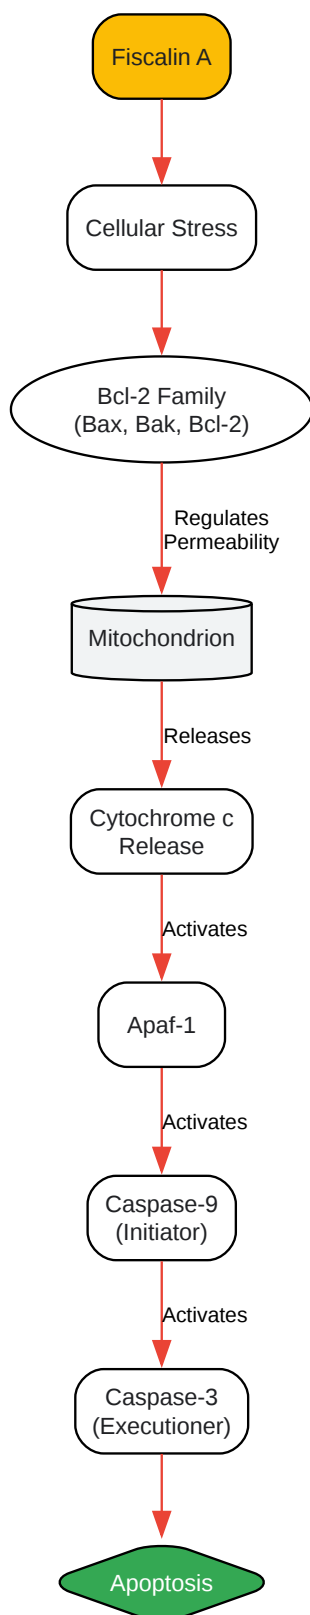 Fiscalin A
Cellular Stress
Bcl-2 Family
(Bax, Bak, Bcl-2)
Regulates
Permeability
Mitochondrion
Releases
Cytochrome c
Release
Activates
Apaf-1
Activates
Caspase-9
(Initiator)
Activates
Caspase-3
(Executioner)
Apoptosis